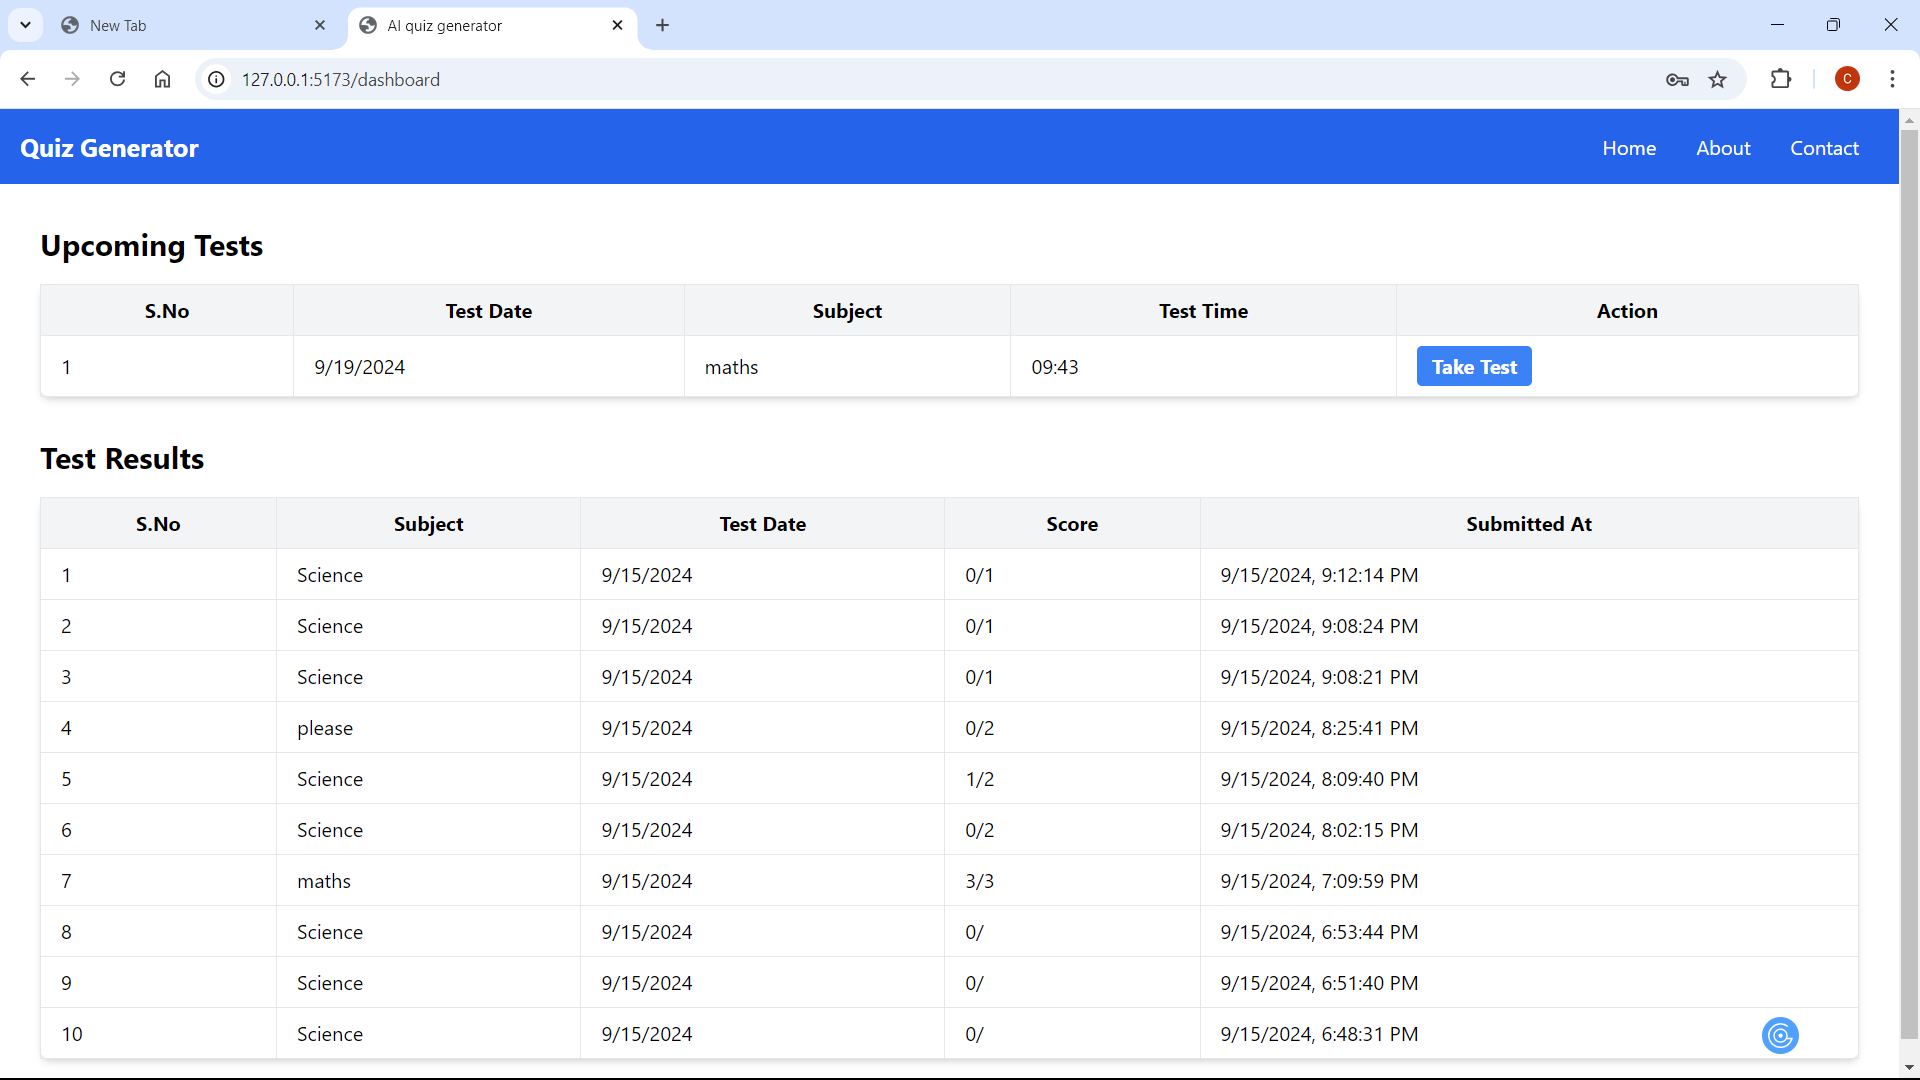 New Tab
AI quiz generator
127.0.0.1:5173/dashboard
C
Quiz Generator Home About Contact
Upcoming Tests
S.No Test Date Subject Test Time Action
1 9/19/2024 maths 09:43 Take Test
Test Results
S.No Subject Test Date Score Submitted At
1 Science 9/15/2024 0/1 9/15/2024, 9:12:14 PM
2 Science 9/15/2024 0/1 9/15/2024, 9:08:24 PM
3 Science 9/15/2024 0/1 9/15/2024, 9:08:21 PM
4 please 9/15/2024 0/2 9/15/2024, 8:25:41 PM
5 Science 9/15/2024 1/2 9/15/2024, 8:09:40 PM
6 Science 9/15/2024 0/2 9/15/2024, 8:02:15 PM
7 maths 9/15/2024 3/3 9/15/2024, 7:09:59 PM
8 Science 9/15/2024 0/ 9/15/2024, 6:53:44 PM
9 Science 9/15/2024 0/ 9/15/2024, 6:51:40 PM
10 Science 9/15/2024 0/ 9/15/2024, 6:48:31 PM